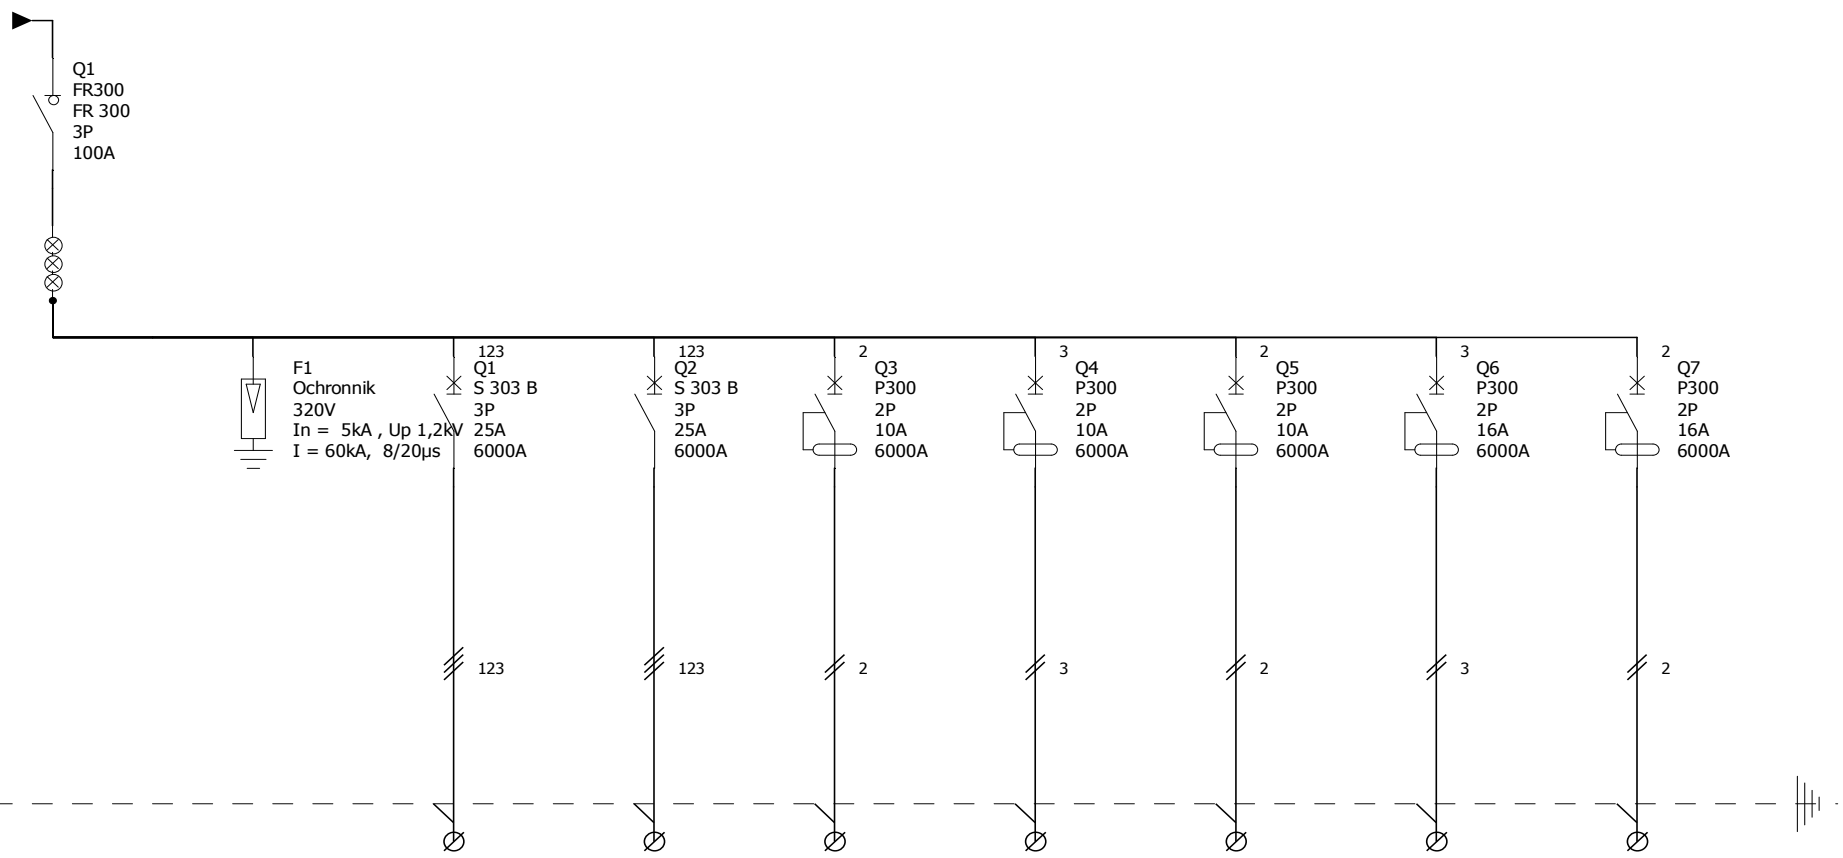 Q1
FR300
FR 300
3P
100A
F1
Ochronnik
320V
In =  5kA , Up 1,2kV
I = 60kA,  8/20µs
123
Q1
S 303 B
3P
25A
6000A
123
Q2
S 303 B
3P
25A
6000A
2
Q3
P300
2P
10A
6000A
3
Q4
P300
2P
10A
6000A
2
Q5
P300
2P
10A
6000A
3
Q6
P300
2P
16A
6000A
2
Q7
P300
2P
16A
6000A
123
123
2
3
2
3
2